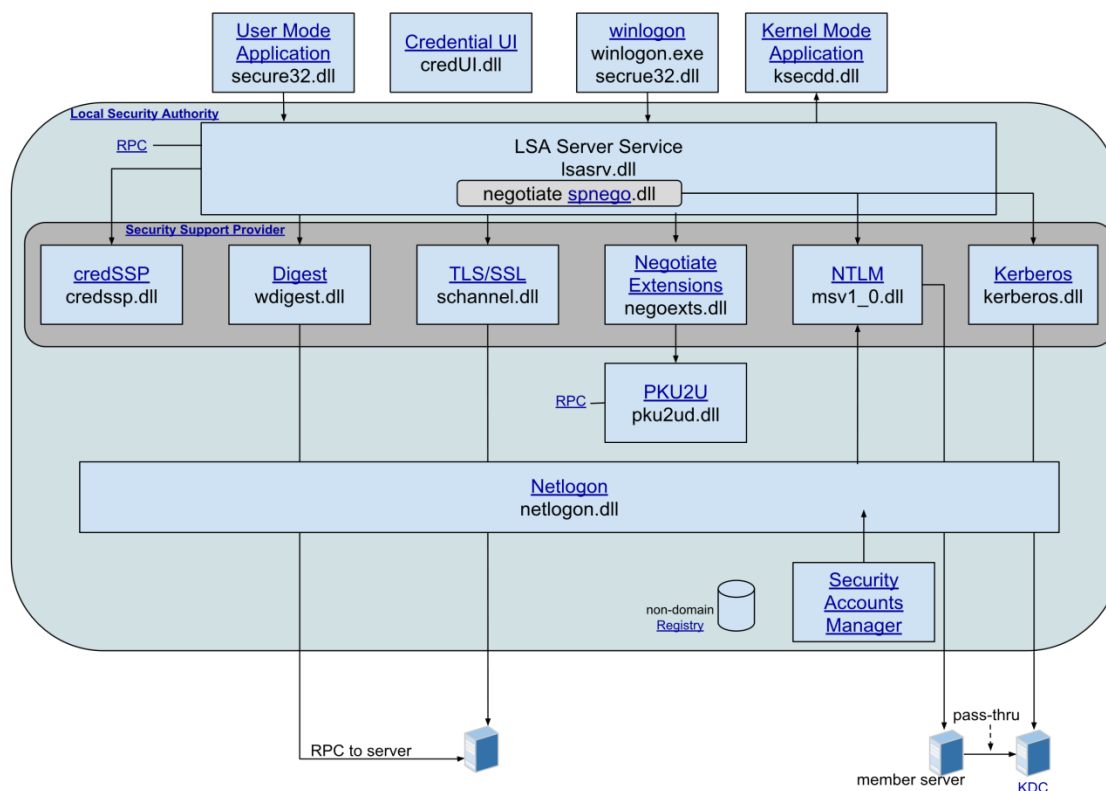 User Mode
Application
secure32.dll
Credential UI
credUI.dll
winlogon
winlogon.exe
secrue32.dll
Kernel Mode
Application
ksecdd.dll
Local Security Authority
RPC
LSA Server Service
lsasrv.dll
negotiate spnego.dll
Security Support Provider
credSSP
credssp.dll
Digest
wdigest.dll
TLS/SSL
schannel.dll
Negotiate
Extensions
negoexts.dll
NTLM
msv1_0.dll
Kerberos
kerberos.dll
RPC
PKU2U
pku2ud.dll
Netlogon
netlogon.dll
non-domain
Registry
Security
Accounts
Manager
RPC to server
pass-thru
member server
KDC